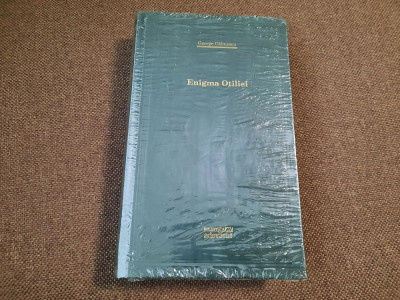 George Călinescu
Enigma Otiliei